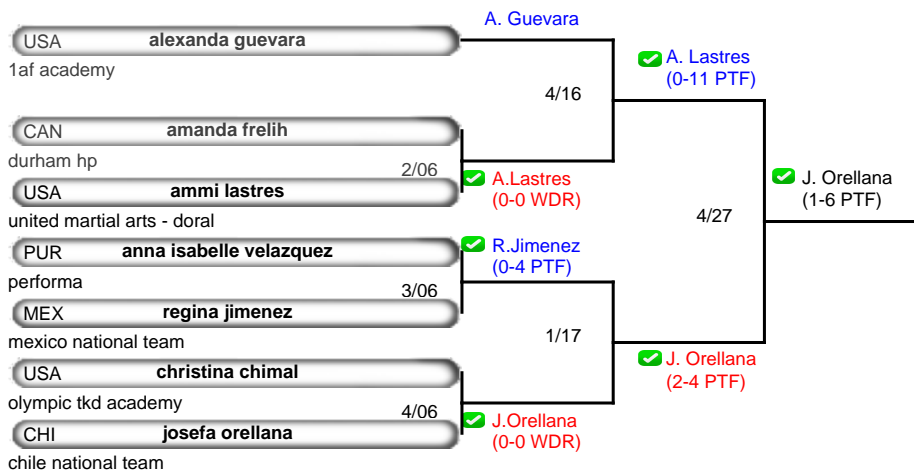 A. Guevara
USA alexanda guevara
1af academy
A. Lastres
(0-11 PTF)
4/16
CAN amanda frelih
durham hp
2/06
A.Lastres
(0-0 WDR)
USA ammi lastres
united martial arts - doral
J. Orellana
(1-6 PTF)
4/27
PUR anna isabelle velazquez
performa
R.Jimenez
(0-4 PTF)
3/06
MEX regina jimenez
mexico national team
1/17
J. Orellana
(2-4 PTF)
USA christina chimal
olympic tkd academy
4/06
J.Orellana
(0-0 WDR)
CHI josefa orellana
chile national team